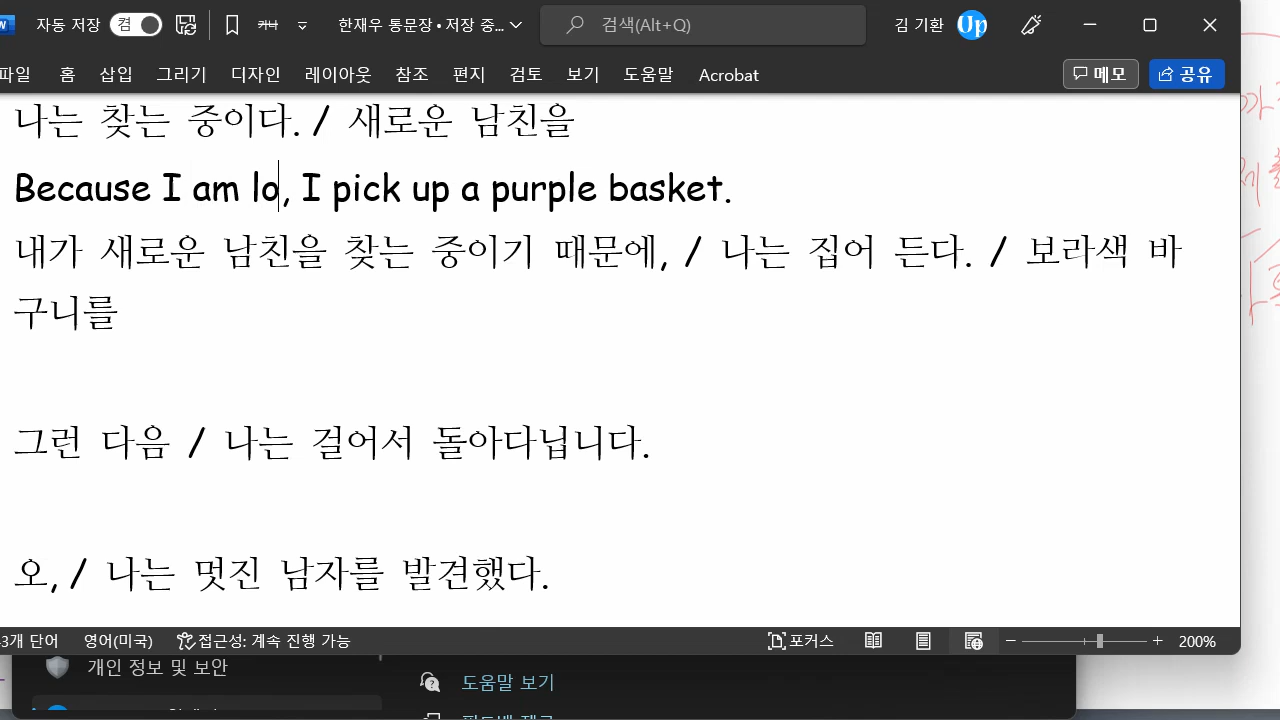 자동 저장 켬 가나 한재우 통문장 • 저장 중... 검색(Alt+Q) 김 기환 Up
파일 홈 삽입 그리기 디자인 레이아웃 참조 편지 검토 보기 도움말 Acrobat 메모 공유
나는 찾는 중이다. / 새로운 남친을
Because I am lo, I pick up a purple basket.
내가 새로운 남친을 찾는 중이기 때문에, / 나는 집어 든다. / 보라색 바
구니를
그런 다음 / 나는 걸어서 돌아다닙니다.
오, / 나는 멋진 남자를 발견했다.
3개 단어 영어(미국) 접근성: 계속 진행 가능 포커스 200%
개인 정보 및 보안
도움말 보기